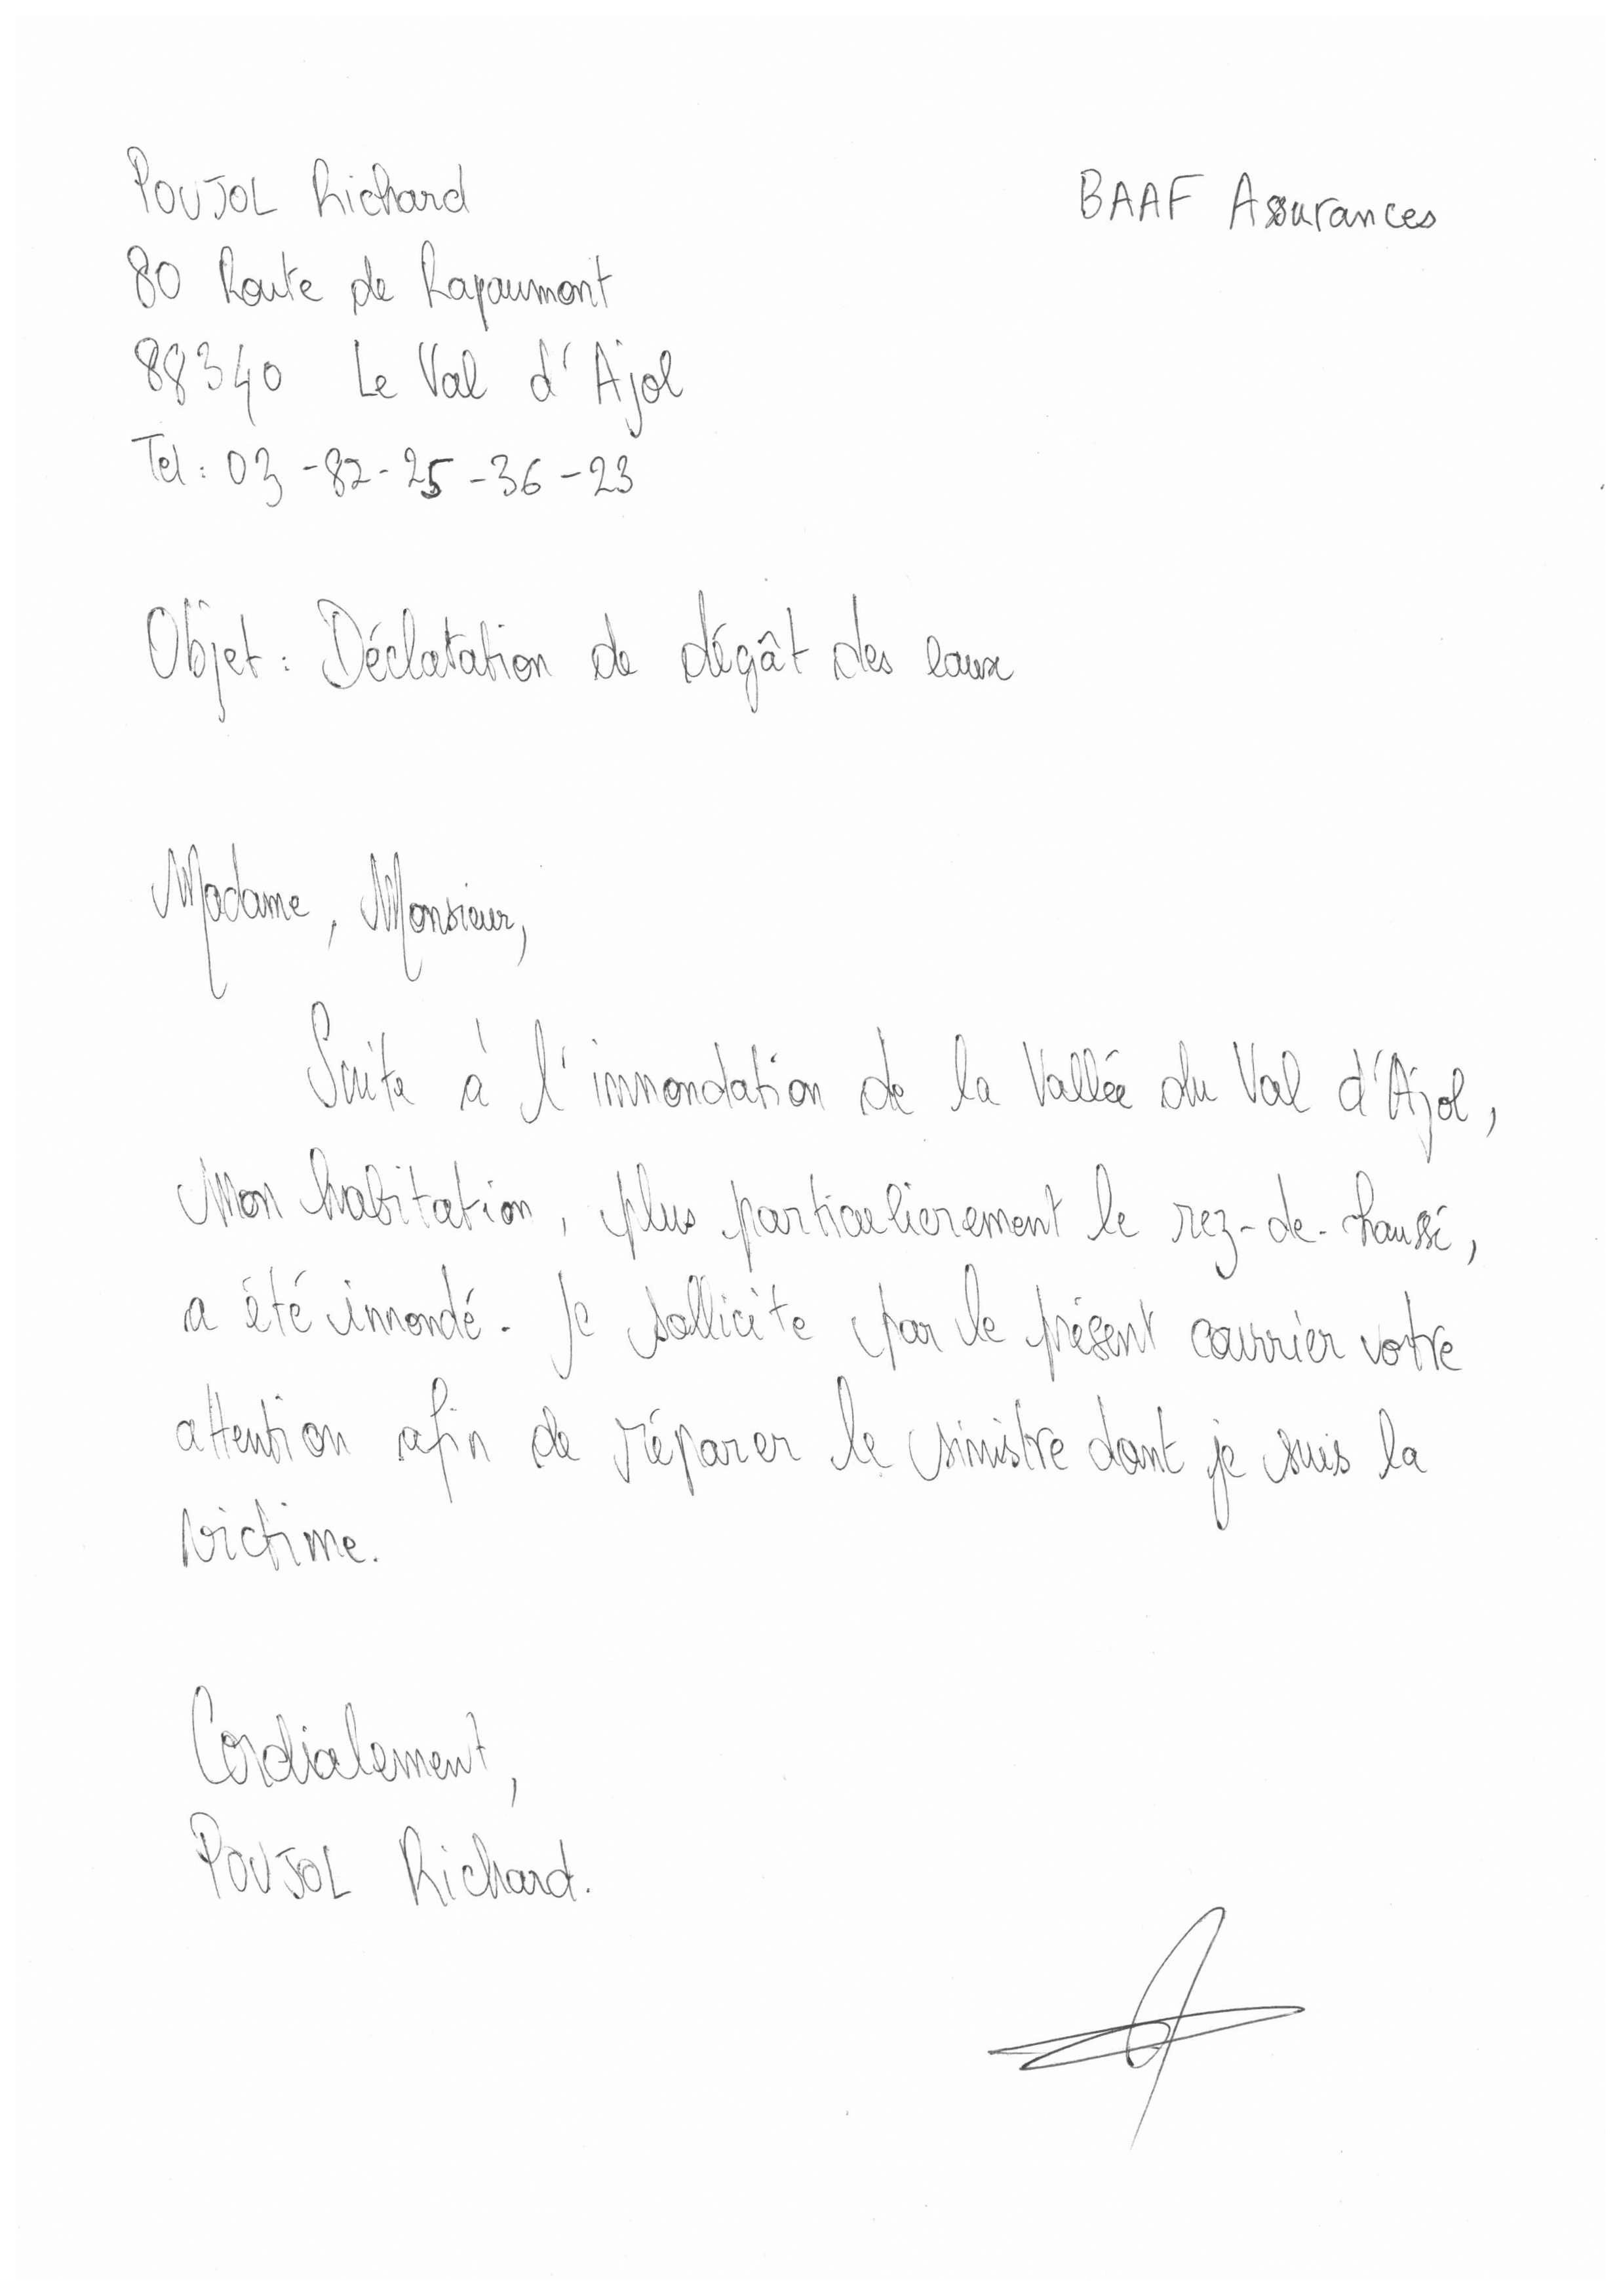 POUJOL Richard
BAAF Assurances
80 Route de Rapaumont
88340 Le Val d'Ajol
Tel : 03-82-25-36-23
Objet : Déclatation de dégât des eaux
Madame, Monsieur,
Suite à l'innondation de la Vallée du Val d'Ajol,
Mon habitation, plus particulierement le rez-de-haussé,
a été innondé. Je sollicite par le présent courrier votre
attention afin de réparer le sinistre dont je suis la
victime.
Cordialement,
POUJOL Richard.